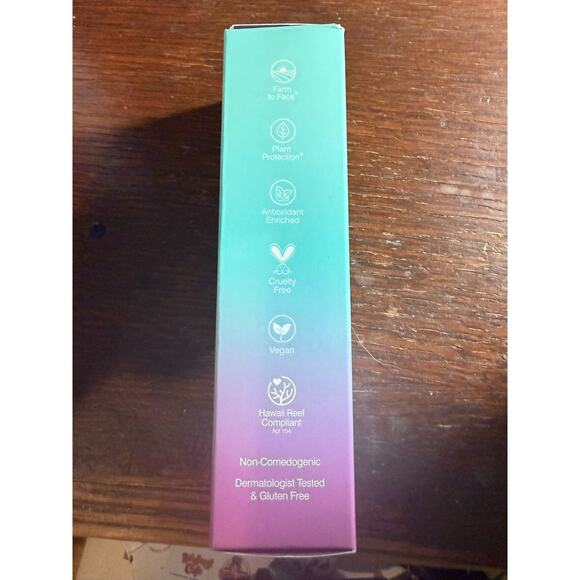 Farm
to Face®
Plant
Protection®
Antioxidant
Enriched
Cruelty
Free
Vegan
Hawaii Reef
Compliant
Act 104
Non-Comedogenic
Dermatologist Tested
& Gluten Free